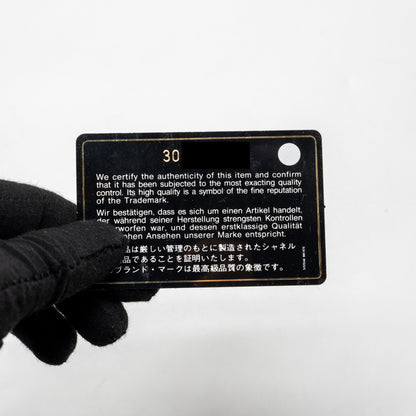 30
We certify the authenticity of this item and confirm
that it has been subjected to the most exacting quality
control. Its high quality is a symbol of the fine reputation
of the Trademark.
Wir bestätigen, dass es sich um einen Artikel handelt,
der während seiner Herstellung strengsten Kontrollen
worfen war, und dessen erstklassige Qualität
chen Ansehen unserer Marke entspricht.
品は厳しい管理のもとに製造されたシャネル
品であることを証明いたします。
ブランド・マークは最高級品質の象徴です。